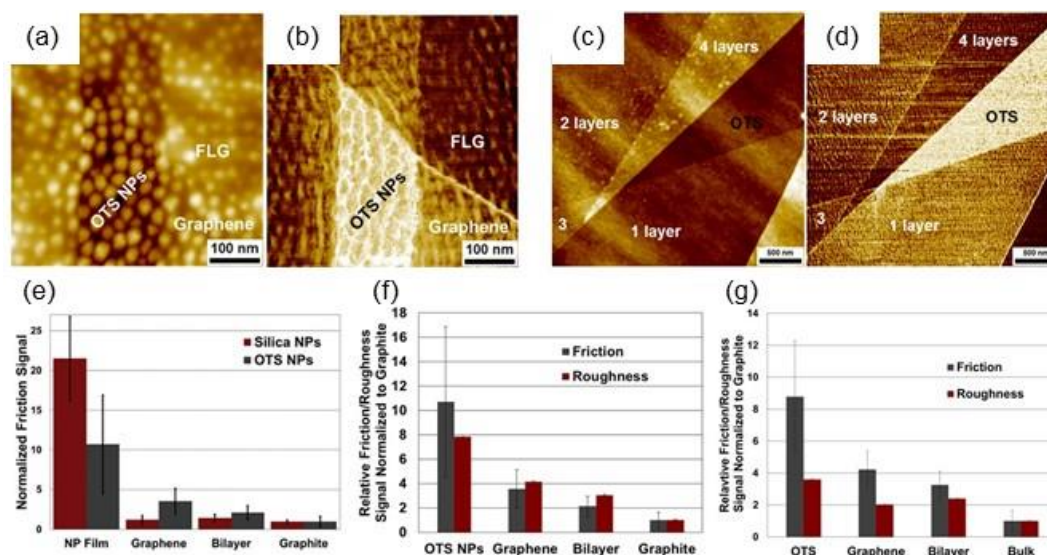 (a)
OTS NPs
FLG
Graphene
100 nm
(b)
FLG
OTS NPs
Graphene
100 nm
(c)
4 layers
2 layers
OTS
3
1 layer
500 nm
(d)
4 layers
2 layers
OTS
3
1 layer
500 nm
(e)
Normalized Friction Signal
25
20
15
10
5
0
Silica NPs
OTS NPs
NP Film Graphene Bilayer Graphite
(f)
Relative Friction/Roughness
Signal Normalized to Graphite
18
16
14
12
10
8
6
4
2
0
Friction
Roughness
OTS NPs Graphene Bilayer Graphite
(g)
Relavtive Friction/Roughness
Signal Normalized to Graphite
14
12
10
8
6
4
2
0
Friction
Roughness
OTS Graphene Bilayer Bulk